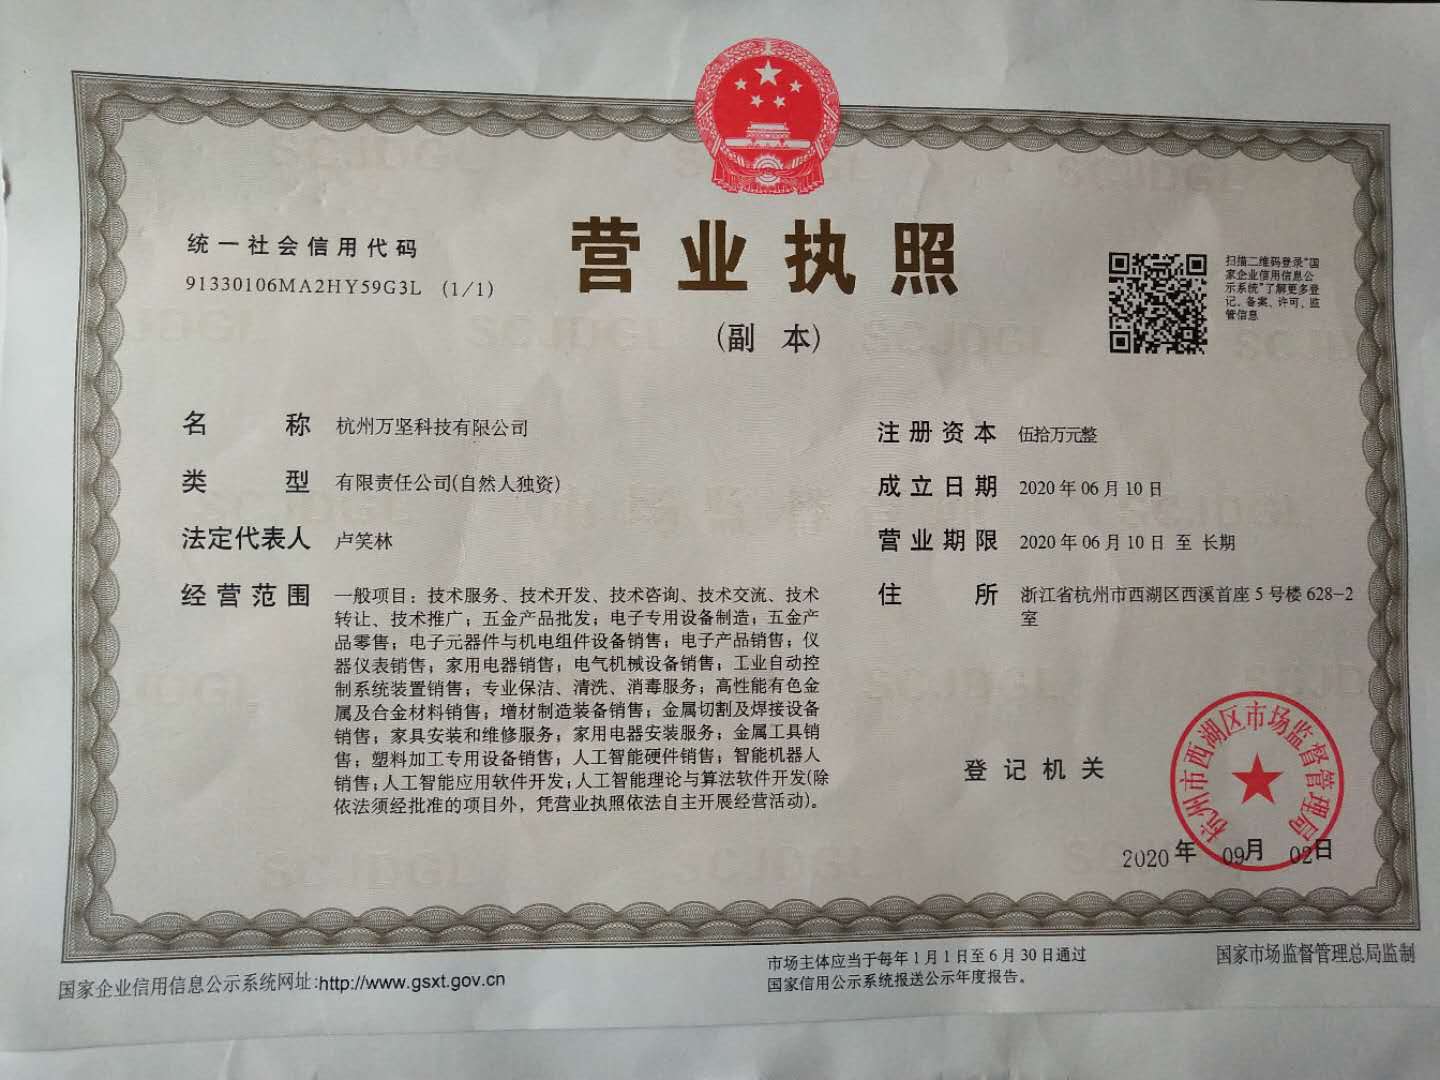 统一社会信用代码
91330106MA2HY59G3L (1/1)
营业执照
(副 本)
扫描二维码登录"国
家企业信用信息公
示系统"了解更多登
记、备案、许可、监
管信息
名 称 杭州万坚科技有限公司
类 型 有限责任公司(自然人独资)
法定代表人 卢笑林
经营范围 一般项目：技术服务、技术开发、技术咨询、技术交流、技术
转让、技术推广；五金产品批发；电子专用设备制造；五金产
品零售；电子元器件与机电组件设备销售；电子产品销售；仪
器仪表销售；家用电器销售；电气机械设备销售；工业自动控
制系统装置销售；专业保洁、清洗、消毒服务；高性能有色金
属及合金材料销售；增材制造装备销售；金属切割及焊接设备
销售；家具安装和维修服务；家用电器安装服务；金属工具销
售；塑料加工专用设备销售；人工智能硬件销售；智能机器人
销售；人工智能应用软件开发；人工智能理论与算法软件开发(除
依法须经批准的项目外，凭营业执照依法自主开展经营活动)。
注册资本 伍拾万元整
成立日期 2020年06月10日
营业期限 2020年06月10日 至 长期
住 所 浙江省杭州市西湖区西溪首座5号楼628-2
室
登记机关
杭州市西湖区市场监督管理局
2020年 09月 02日
国家企业信用信息公示系统网址:http://www.gsxt.gov.cn
市场主体应当于每年1月1日至6月30日通过
国家信用公示系统报送公示年度报告。
国家市场监督管理总局监制